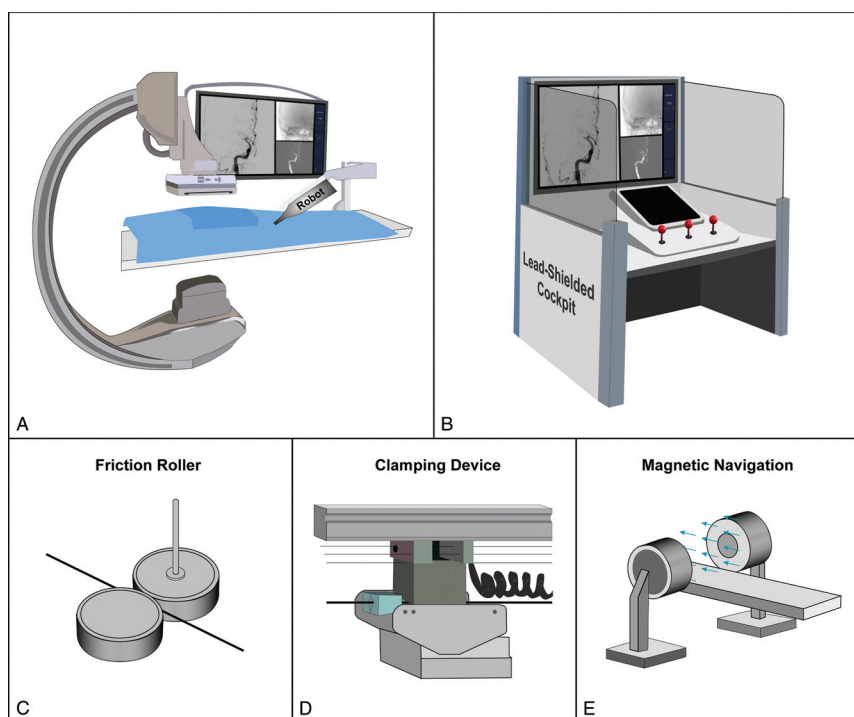 Robot
A
Lead-Shielded
Cockpit
B
Friction Roller
C
Clamping Device
D
Magnetic Navigation
E